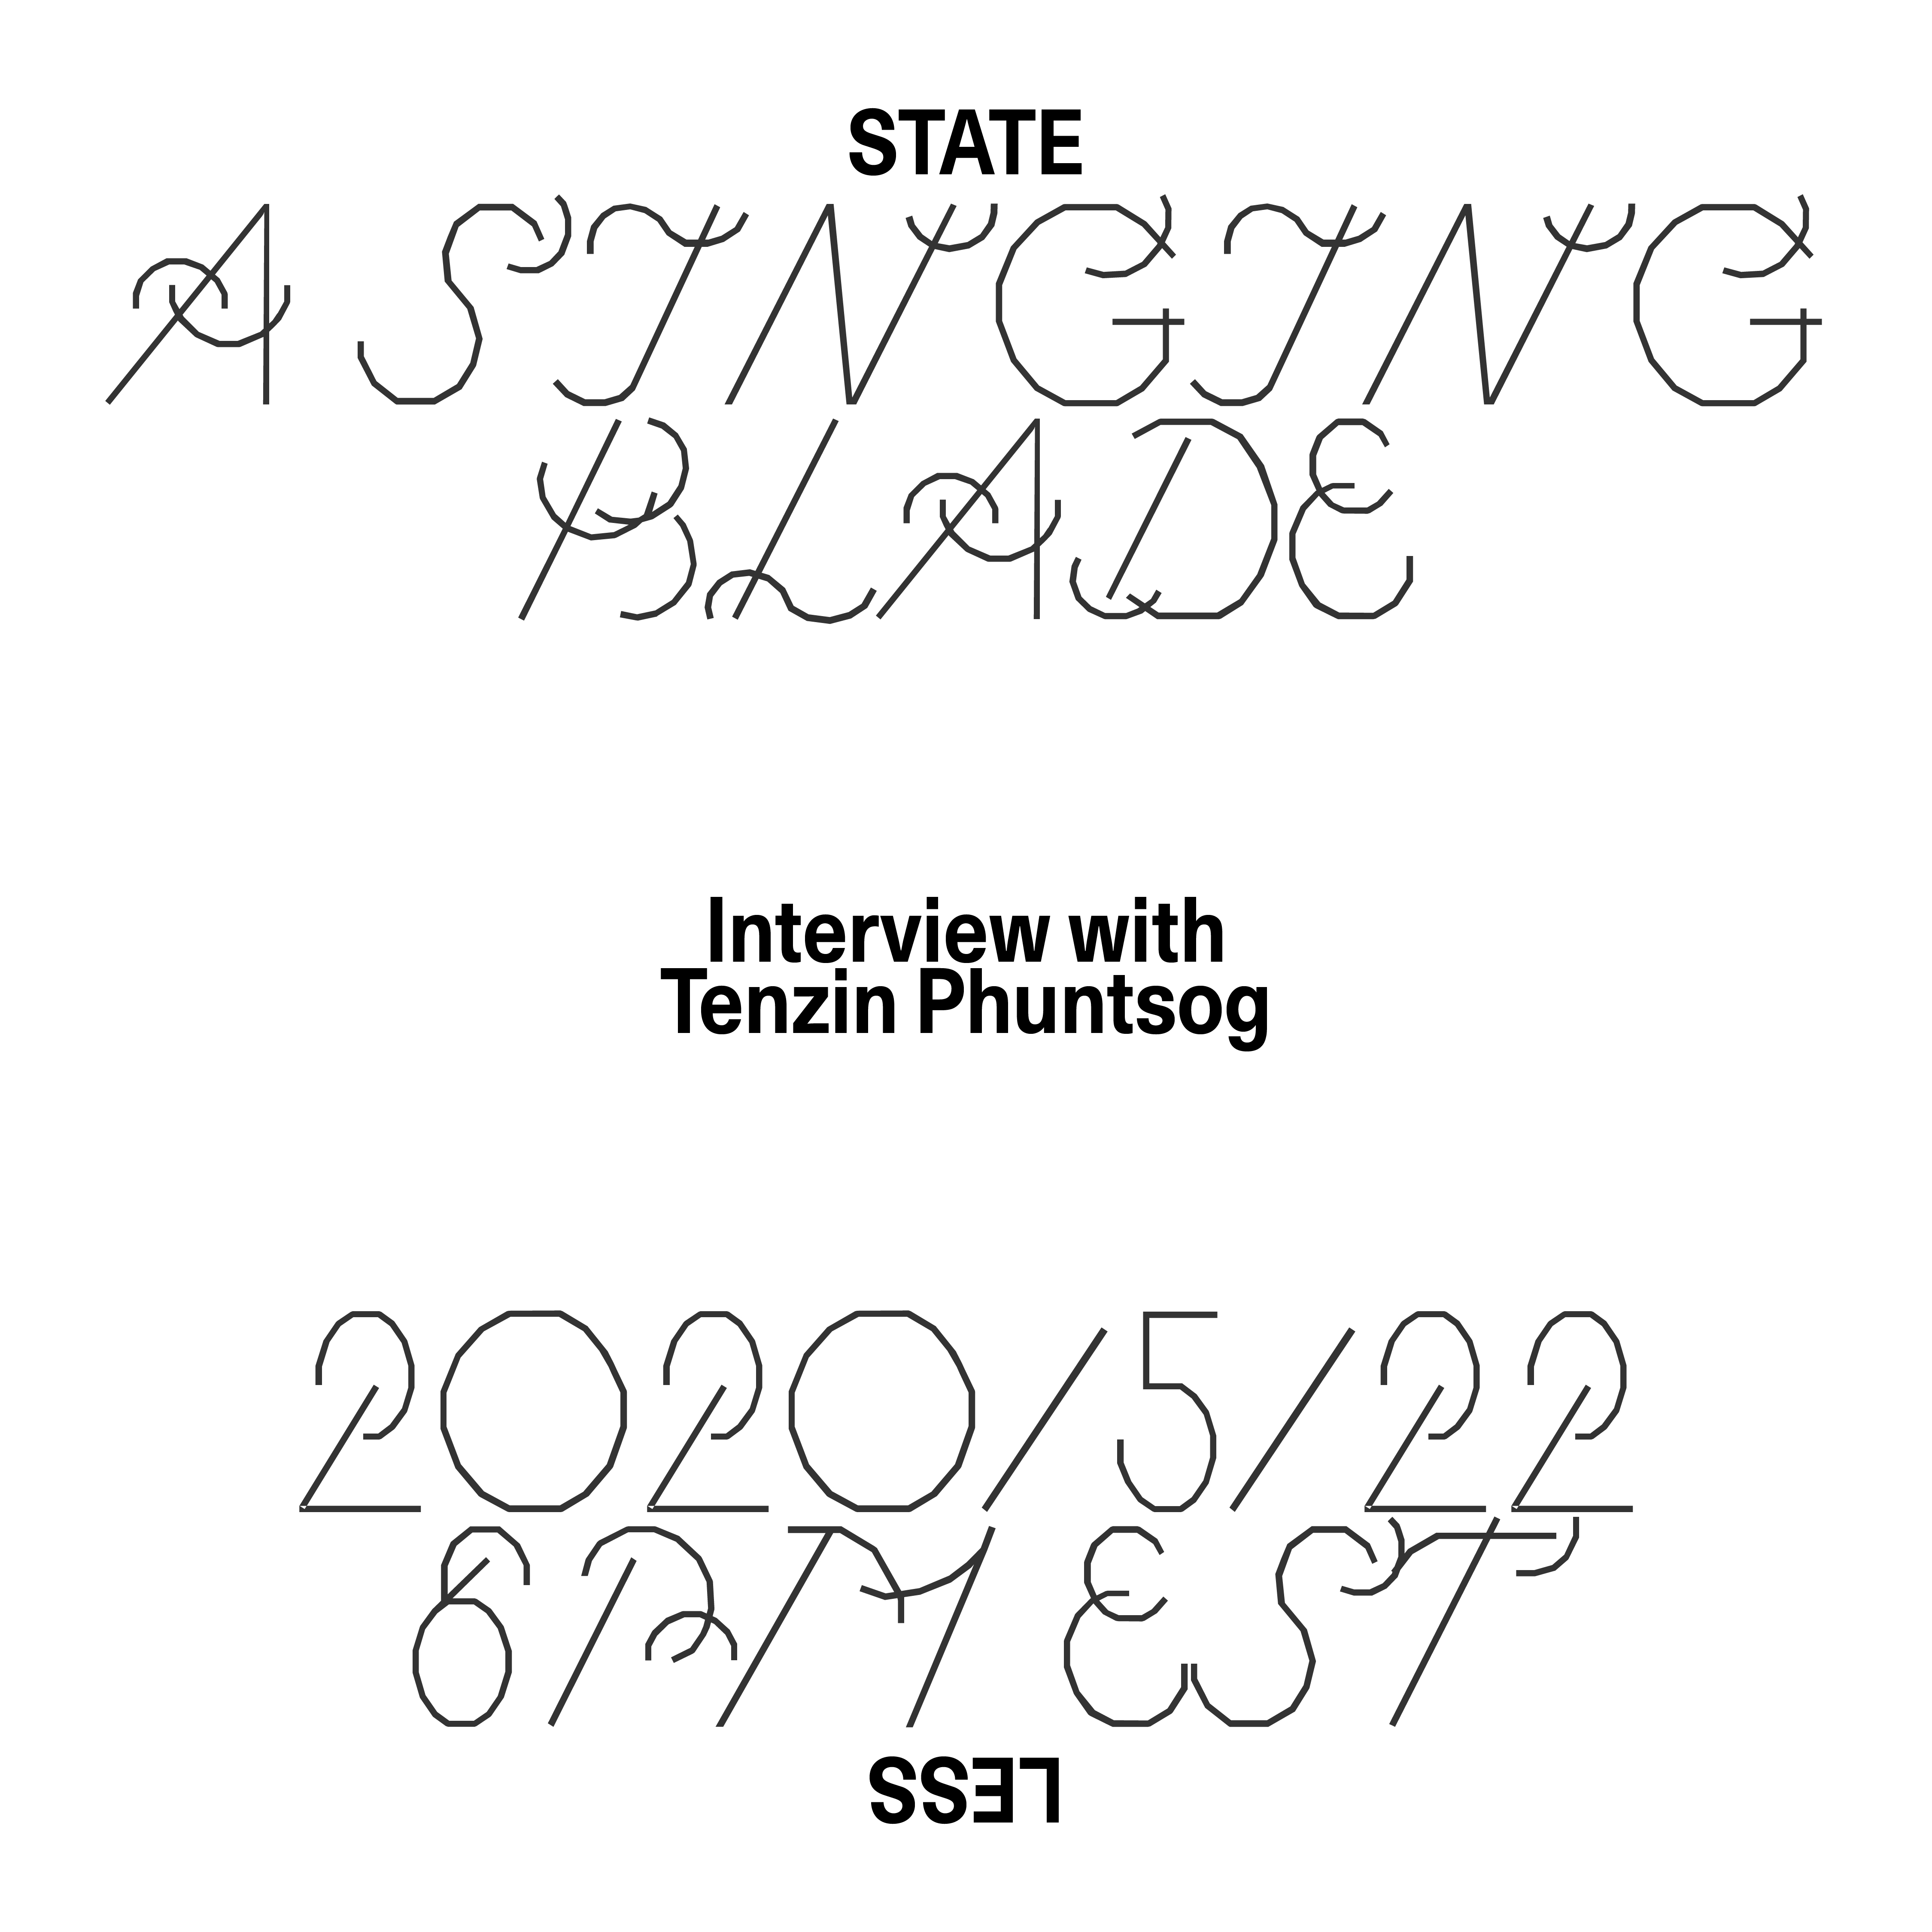 STATE
A SINGING
BLADE
Interview with
Tenzin Phuntsog
2020/5/22
6PM EST
LESS